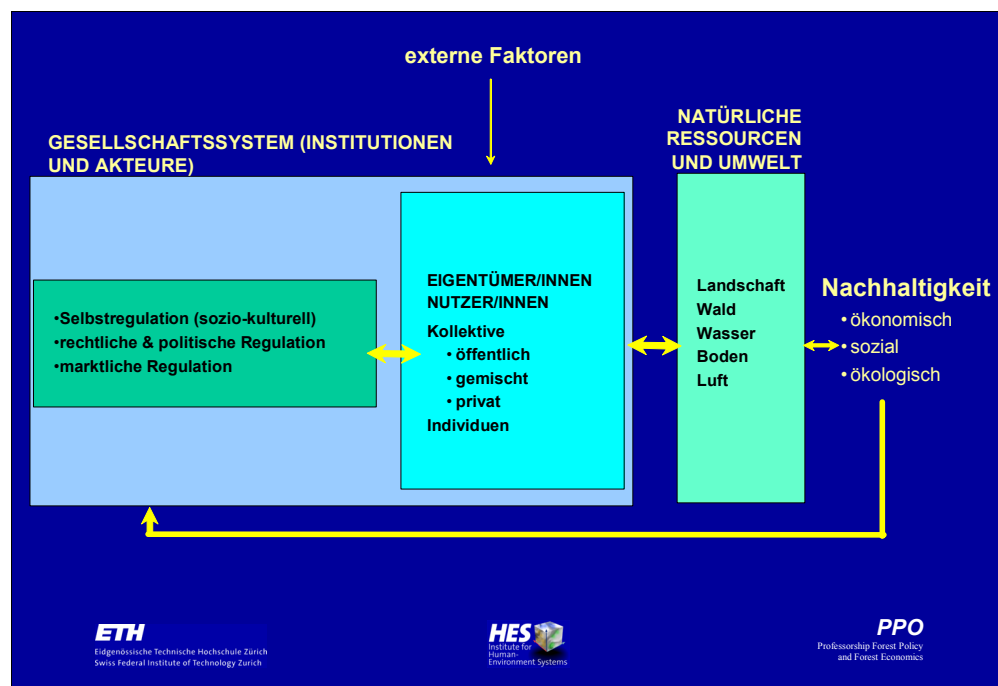 externe Faktoren
GESELLSCHAFTSSYSTEM (INSTITUTIONEN
UND AKTEURE)
NATÜRLICHE
RESSOURCEN
UND UMWELT
•Selbstregulation (sozio-kulturell)
•rechtliche & politische Regulation
•marktliche Regulation
EIGENTÜMER/INNEN
NUTZER/INNEN
Kollektive
• öffentlich
• gemischt
• privat
Individuen
Landschaft
Wald
Wasser
Boden
Luft
Nachhaltigkeit
• ökonomisch
• sozial
• ökologisch
ETH
Eidgenössische Technische Hochschule Zürich
Swiss Federal Institute of Technology Zurich
HES
Institute for
Human-
Environment Systems
PPO
Professorship Forest Policy
and Forest Economics